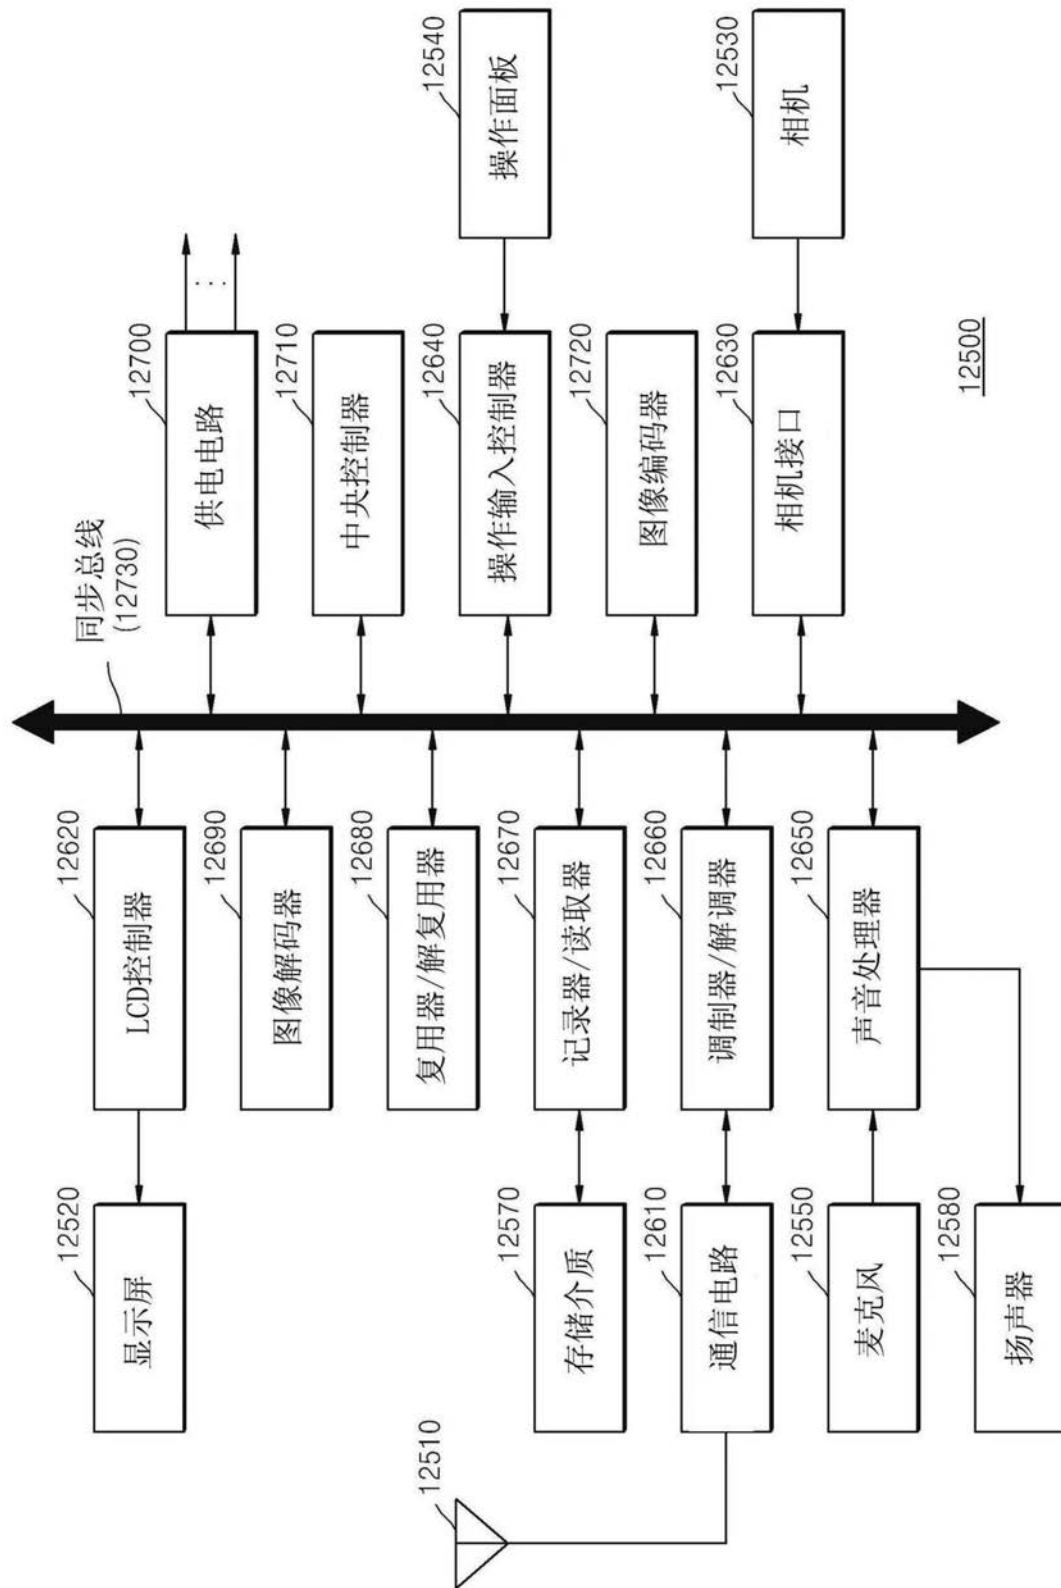 12510
12520
显示屏
12570
存储介质
12610
通信电路
12550
麦克风
12580
扬声器
12620
LCD控制器
12690
图像解码器
12680
复用器/解复用器
12670
记录器/读取器
12660
调制器/解调器
12650
声音处理器
同步总线
(12730)
12700
供电电路
...
12710
中央控制器
12640
操作输入控制器
12720
图像编码器
12630
相机接口
12540
操作面板
12530
相机
12500